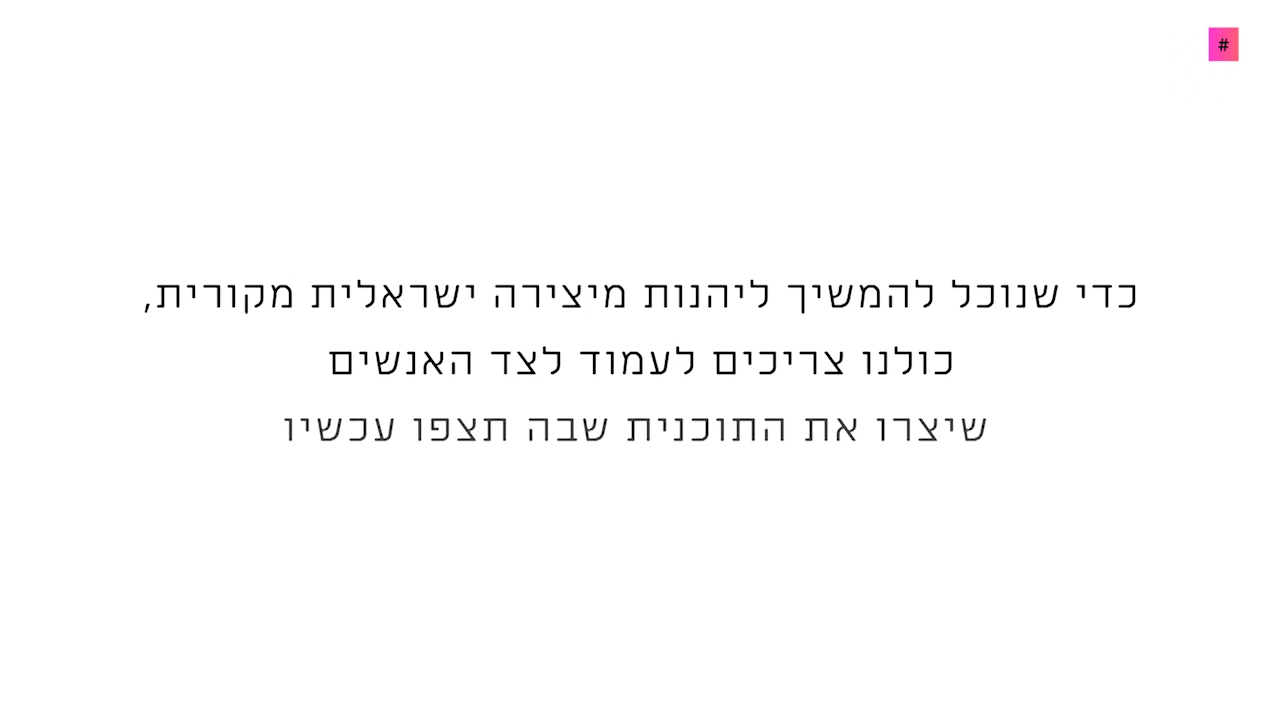 #
כדי שנוכל להמשיך ליהנות מיצירה ישראלית מקורית,
כולנו צריכים לעמוד לצד האנשים
שיצרו את התוכנית שבה תצפו עכשיו